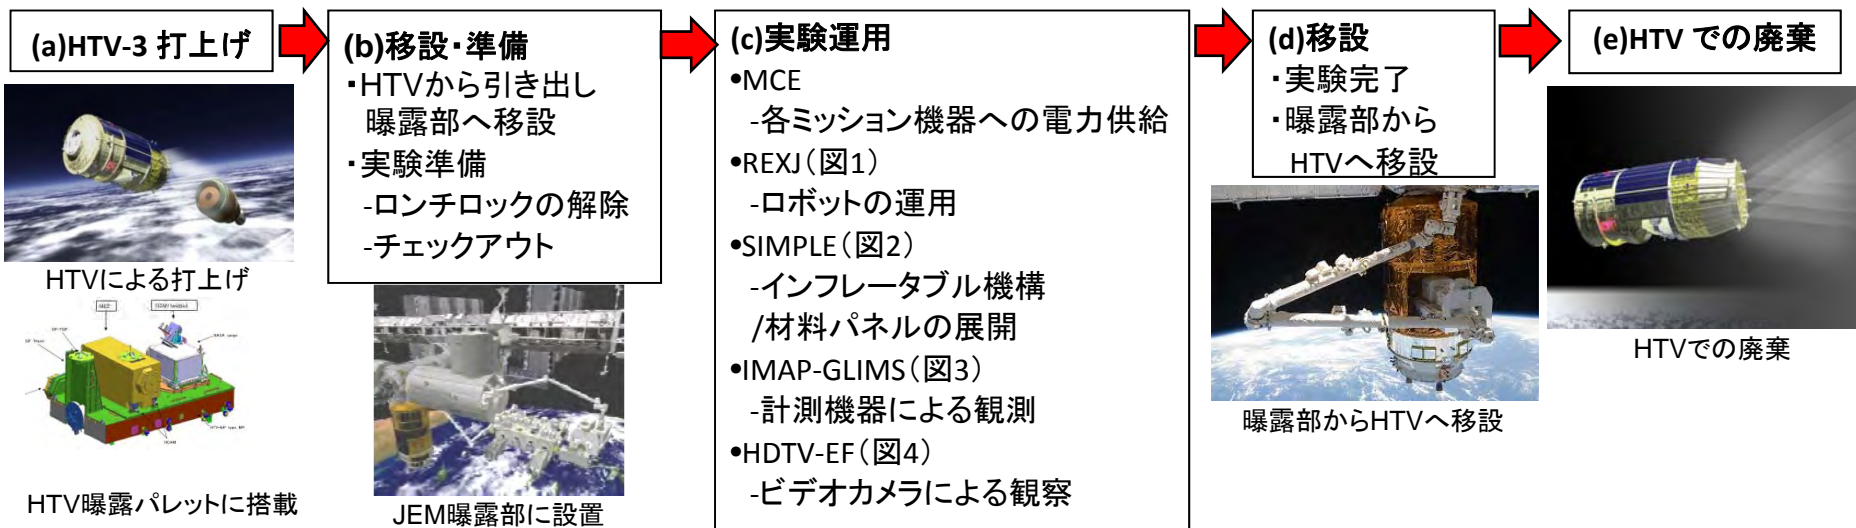 (a)HTV-3 打上げ
HTVによる打上げ
HTV曝露パレットに搭載
(b)移設・準備
・HTVから引き出し
曝露部へ移設
・実験準備
-ロンチロックの解除
-チェックアウト
JEM曝露部に設置
(c)実験運用
•MCE
-各ミッション機器への電力供給
•REXJ(図1)
-ロボットの運用
•SIMPLE(図2)
-インフレータブル機構
/材料パネルの展開
•IMAP-GLIMS(図3)
-計測機器による観測
•HDTV-EF(図4)
-ビデオカメラによる観察
(d)移設
・実験完了
・曝露部から
HTVへ移設
曝露部からHTVへ移設
(e)HTV での廃棄
HTVでの廃棄